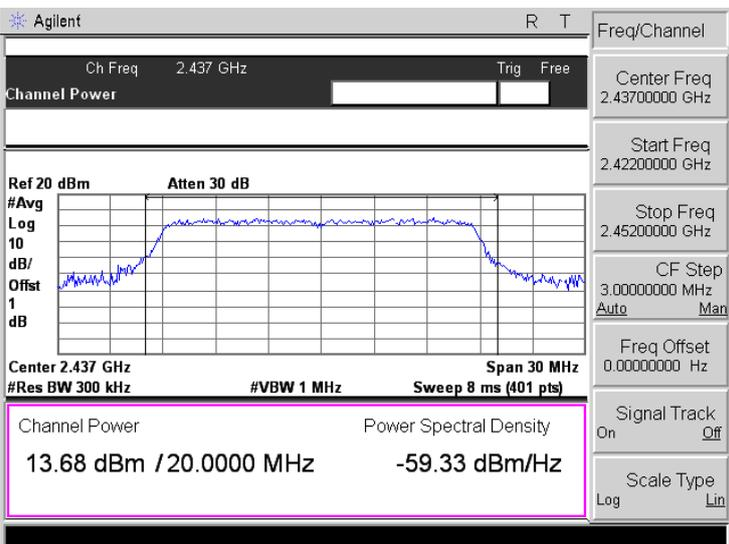 Agilent R T
Freq/Channel
Ch Freq 2.437 GHz Trig Free
Channel Power
Center Freq
2.43700000 GHz
Start Freq
2.42200000 GHz
Stop Freq
2.45200000 GHz
CF Step
3.00000000 MHz
Auto Man
Freq Offset
0.00000000 Hz
Signal Track
On Off
Scale Type
Log Lin
Ref 20 dBm Atten 30 dB
#Avg
Log
10
dB/
Offst
1
dB
Center 2.437 GHz Span 30 MHz
#Res BW 300 kHz #VBW 1 MHz Sweep 8 ms (401 pts)
Channel Power Power Spectral Density
13.68 dBm / 20.0000 MHz -59.33 dBm/Hz